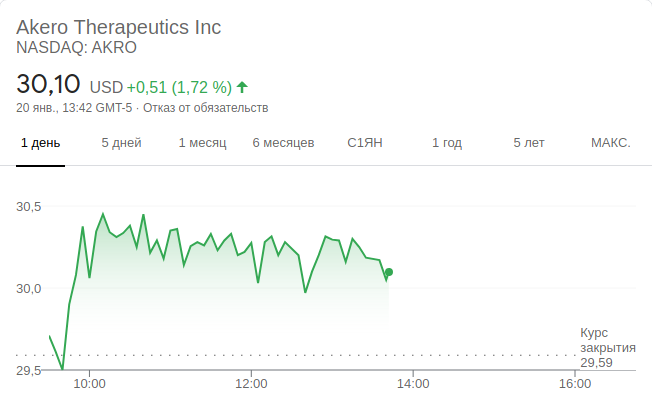 Akero Therapeutics Inc
NASDAQ: AKRO
30,10 USD +0,51 (1,72 %)
20 янв., 13:42 GMT-5 · Отказ от обязательств
1 день 5 дней 1 месяц 6 месяцев С1ЯН 1 год 5 лет МАКС.
30,5
30,0
29,5
Курс
закрытия
29,59
10:00 12:00 14:00 16:00